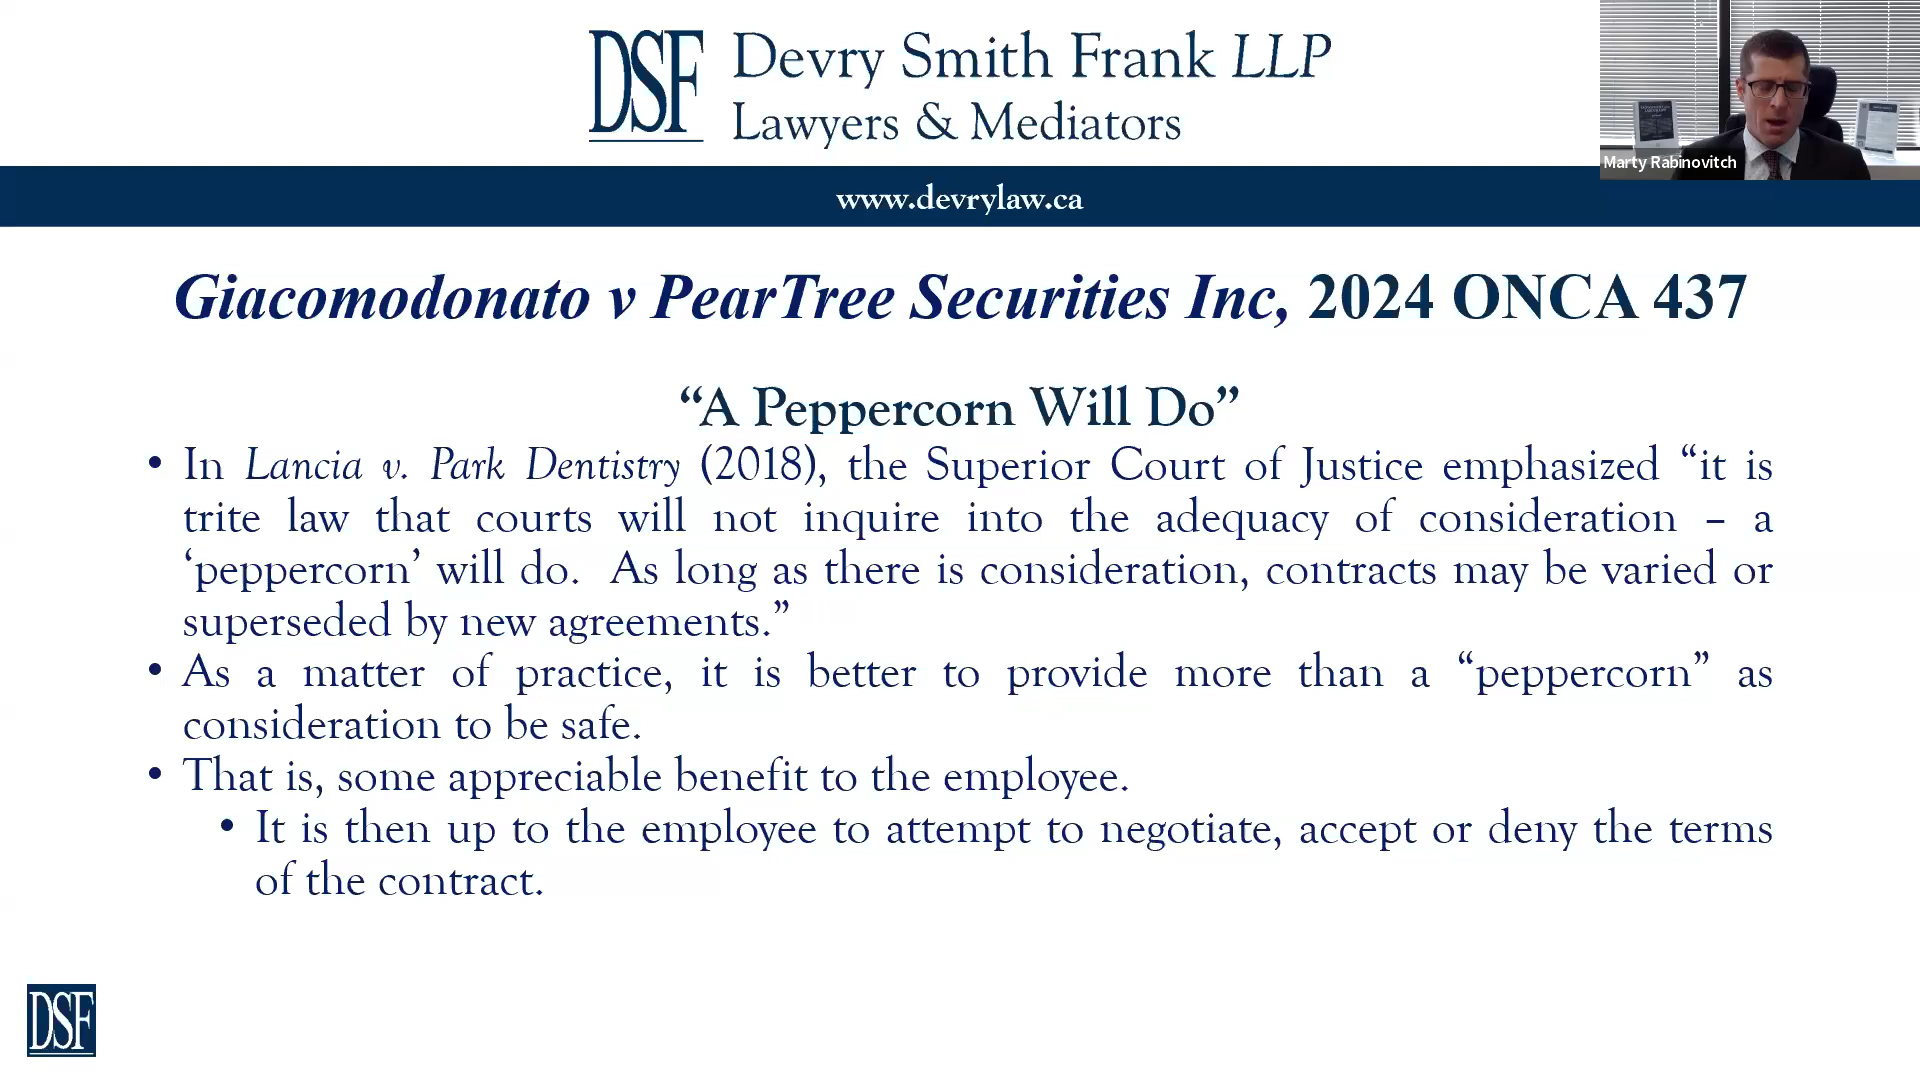 DSF
Devry Smith Frank LLP
Lawyers & Mediators
Marty Rabinovitch
www.devrylaw.ca
Giacomodonato v PearTree Securities Inc, 2024 ONCA 437
“A Peppercorn Will Do”
• In Lancia v. Park Dentistry (2018), the Superior Court of Justice emphasized “it is
trite law that courts will not inquire into the adequacy of consideration – a
‘peppercorn’ will do. As long as there is consideration, contracts may be varied or
superseded by new agreements.”
• As a matter of practice, it is better to provide more than a “peppercorn” as
consideration to be safe.
• That is, some appreciable benefit to the employee.
• It is then up to the employee to attempt to negotiate, accept or deny the terms
of the contract.
DSF